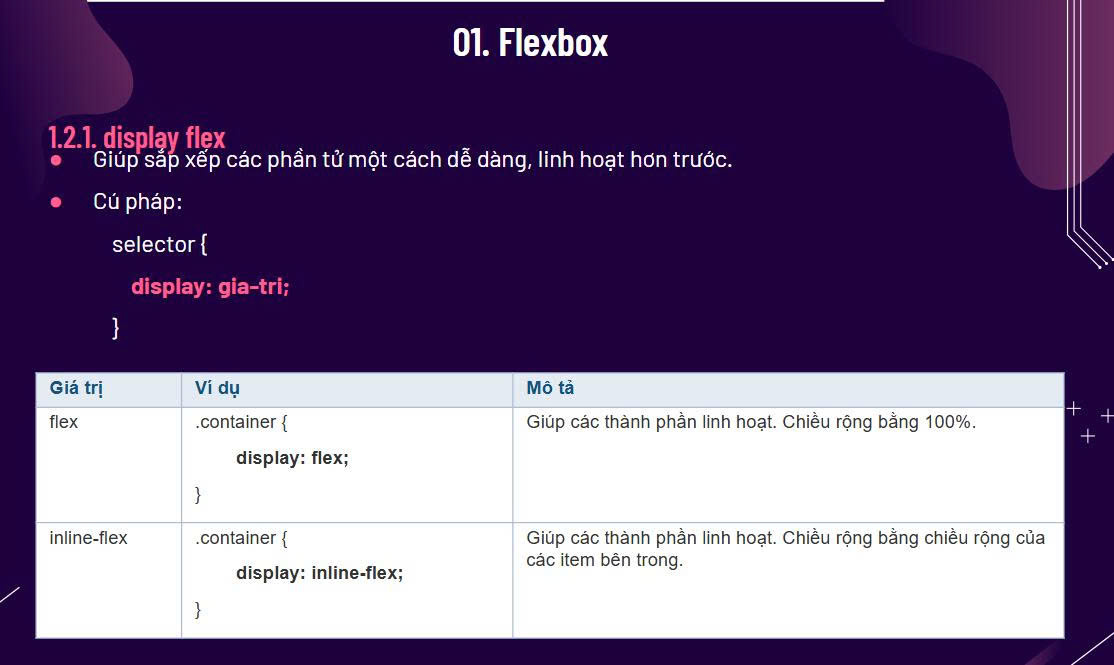 01. Flexbox
1.2.1. display flex
Giúp sắp xếp các phần tử một cách dễ dàng, linh hoạt hơn trước.
Cú pháp:
selector {
display: gia-tri;
}
Giá trị Ví dụ Mô tả
flex .container { Giúp các thành phần linh hoạt. Chiều rộng bằng 100%.
display: flex;
}
inline-flex .container { Giúp các thành phần linh hoạt. Chiều rộng bằng chiều rộng của
các item bên trong.
display: inline-flex;
}